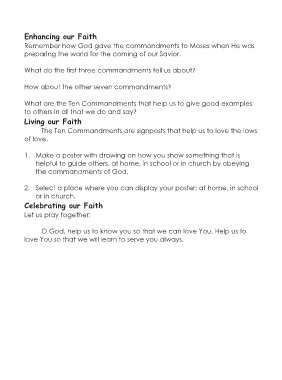 Enhancing our Faith
Remember how God gave the commandments to Moses when He was
preparing the world for the coming of our Savior.
What do the first three commandments tell us about?
How about the other seven commandments?
What are the Ten Commandments that help us to give good examples
to others in all that we do and say?
Living our Faith
The Ten Commandments are signposts that help us to love the laws
of love.
1. Make a poster with drawing on how you show something that is
helpful to guide others, at home, in school or in church by obeying
the commandments of God.
2. Select a place where you can display your poster; at home, in school
or in church.
Celebrating our Faith
Let us pray together:
O God, help us to know you so that we can love You. Help us to
love You so that we will learn to serve you always.